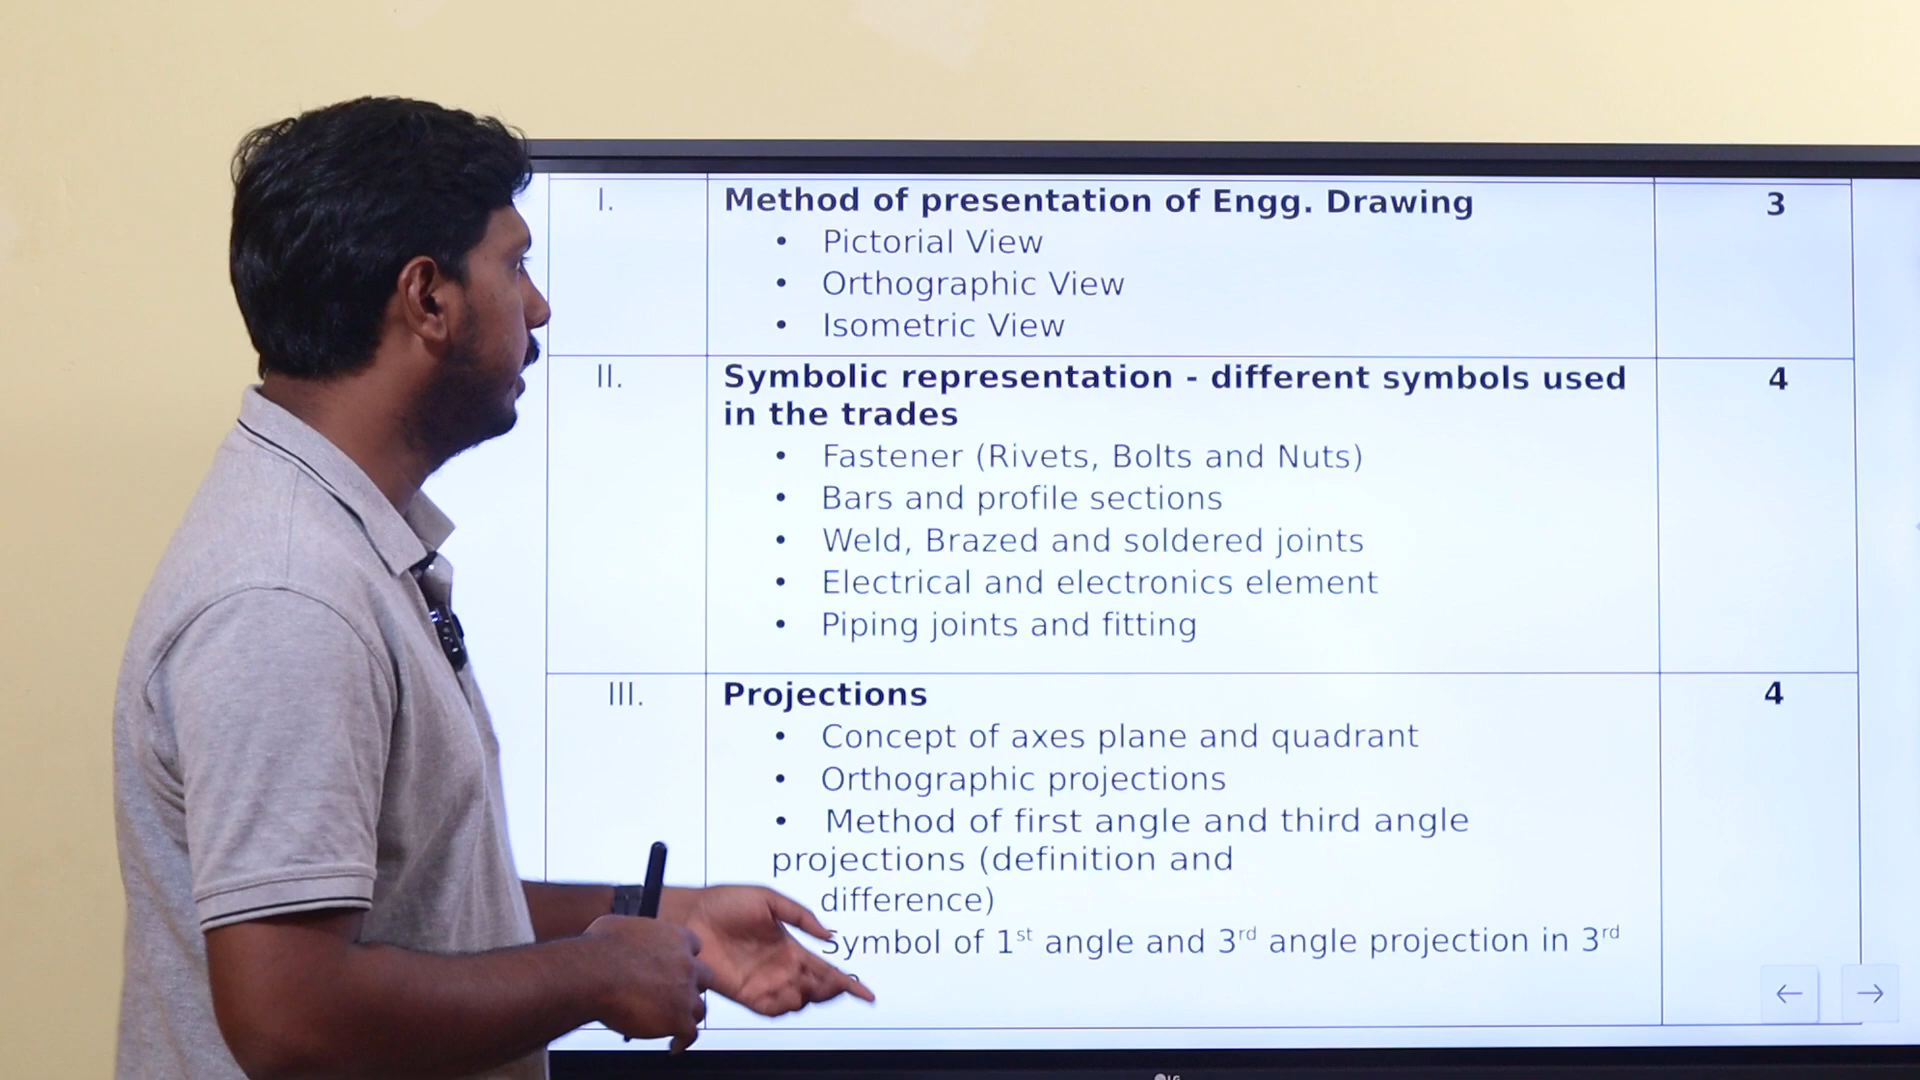 I. Method of presentation of Engg. Drawing 3
• Pictorial View
• Orthographic View
• Isometric View
II. Symbolic representation - different symbols used 4
in the trades
• Fastener (Rivets, Bolts and Nuts)
• Bars and profile sections
• Weld, Brazed and soldered joints
• Electrical and electronics element
• Piping joints and fitting
III. Projections 4
• Concept of axes plane and quadrant
• Orthographic projections
• Method of first angle and third angle
projections (definition and
difference)
Symbol of 1st angle and 3rd angle projection in 3rd
LG